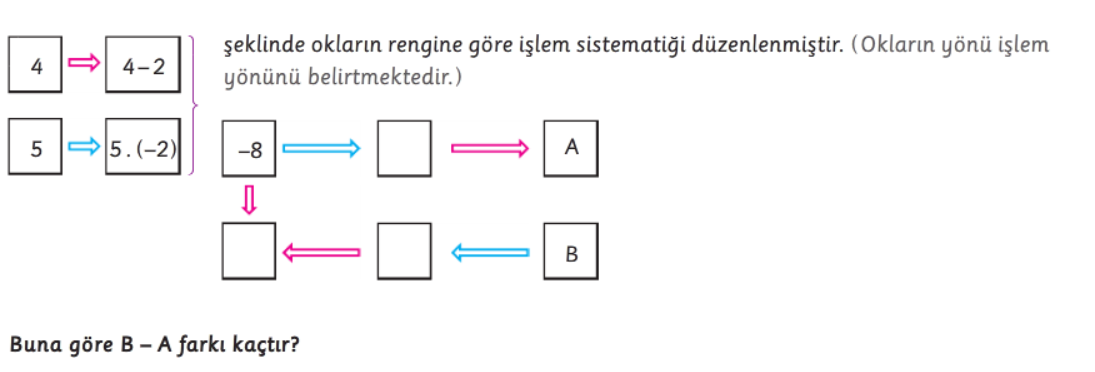 4
4–2
şeklinde okların rengine göre işlem sistematiği düzenlenmiştir. (Okların yönü işlem
yönünü belirtmektedir.)
5
5.(–2)
–8
A
B
Buna göre B – A farkı kaçtır?